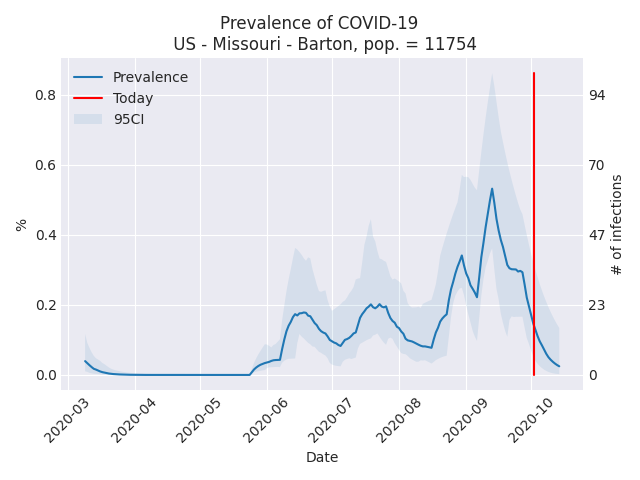 Prevalence of COVID-19
US - Missouri - Barton, pop. = 11754
Prevalence
Today
95CI
%
0.8
0.6
0.4
0.2
0.0
94
70
47
23
0
# of infections
2020-03
2020-04
2020-05
2020-06
2020-07
2020-08
2020-09
2020-10
Date